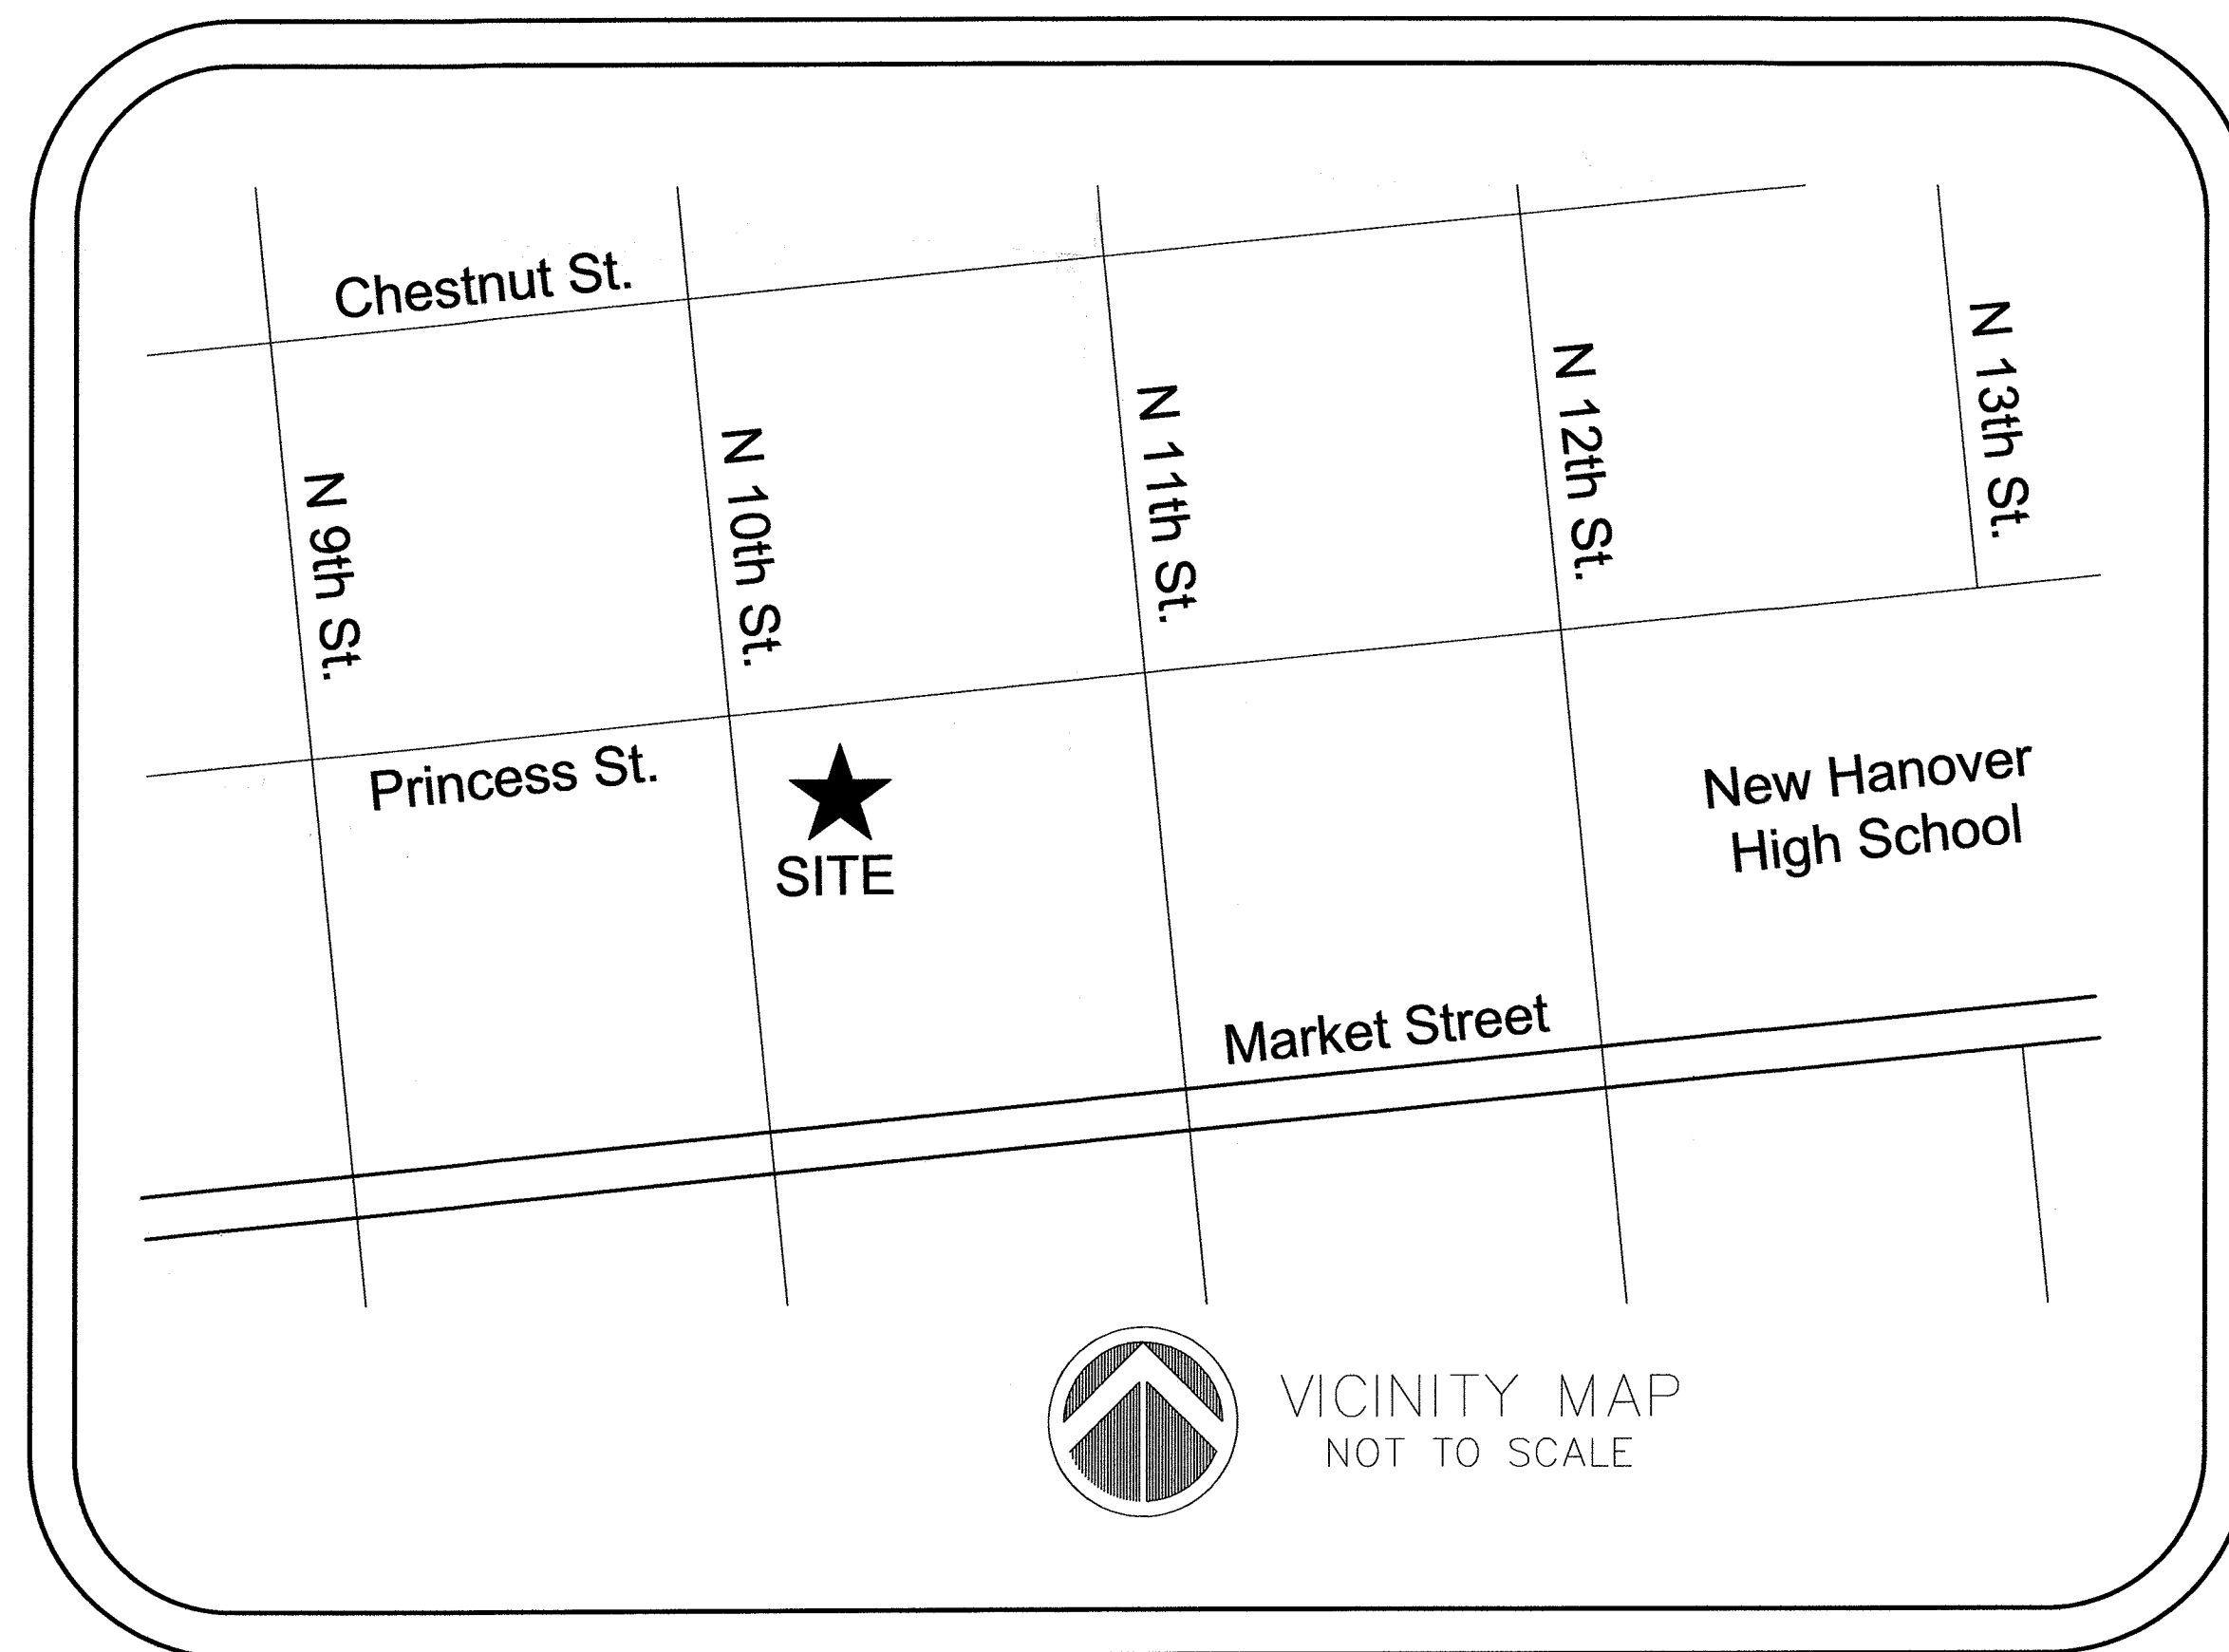 Chestnut St.
N 9th St.
N 10th St.
N 11th St.
N 12th St.
N 13th St.
Princess St.
SITE
New Hanover
High School
Market Street
VICINITY MAP
NOT TO SCALE